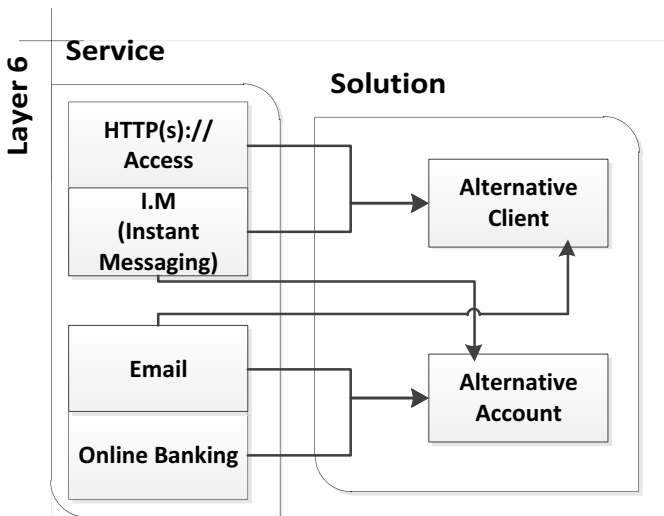 Layer 6
Service
Solution
HTTP(s)://
Access
I.M
(Instant
Messaging)
Alternative
Client
Email
Online Banking
Alternative
Account